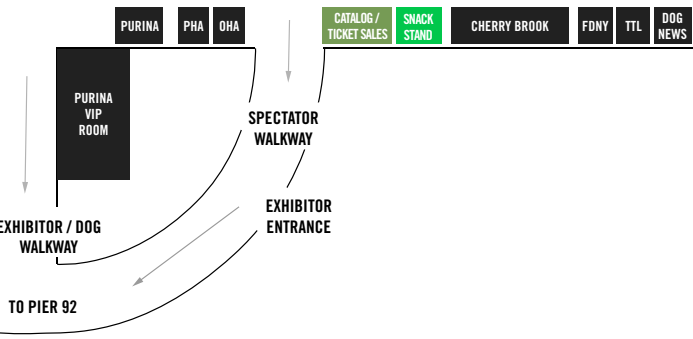 PURINA
PHA
OHA
CATALOG /
TICKET SALES
SNACK
STAND
CHERRY BROOK
FDNY
TTL
DOG
NEWS
PURINA
VIP
ROOM
SPECTATOR
WALKWAY
EXHIBITOR
ENTRANCE
EXHIBITOR / DOG
WALKWAY
TO PIER 92